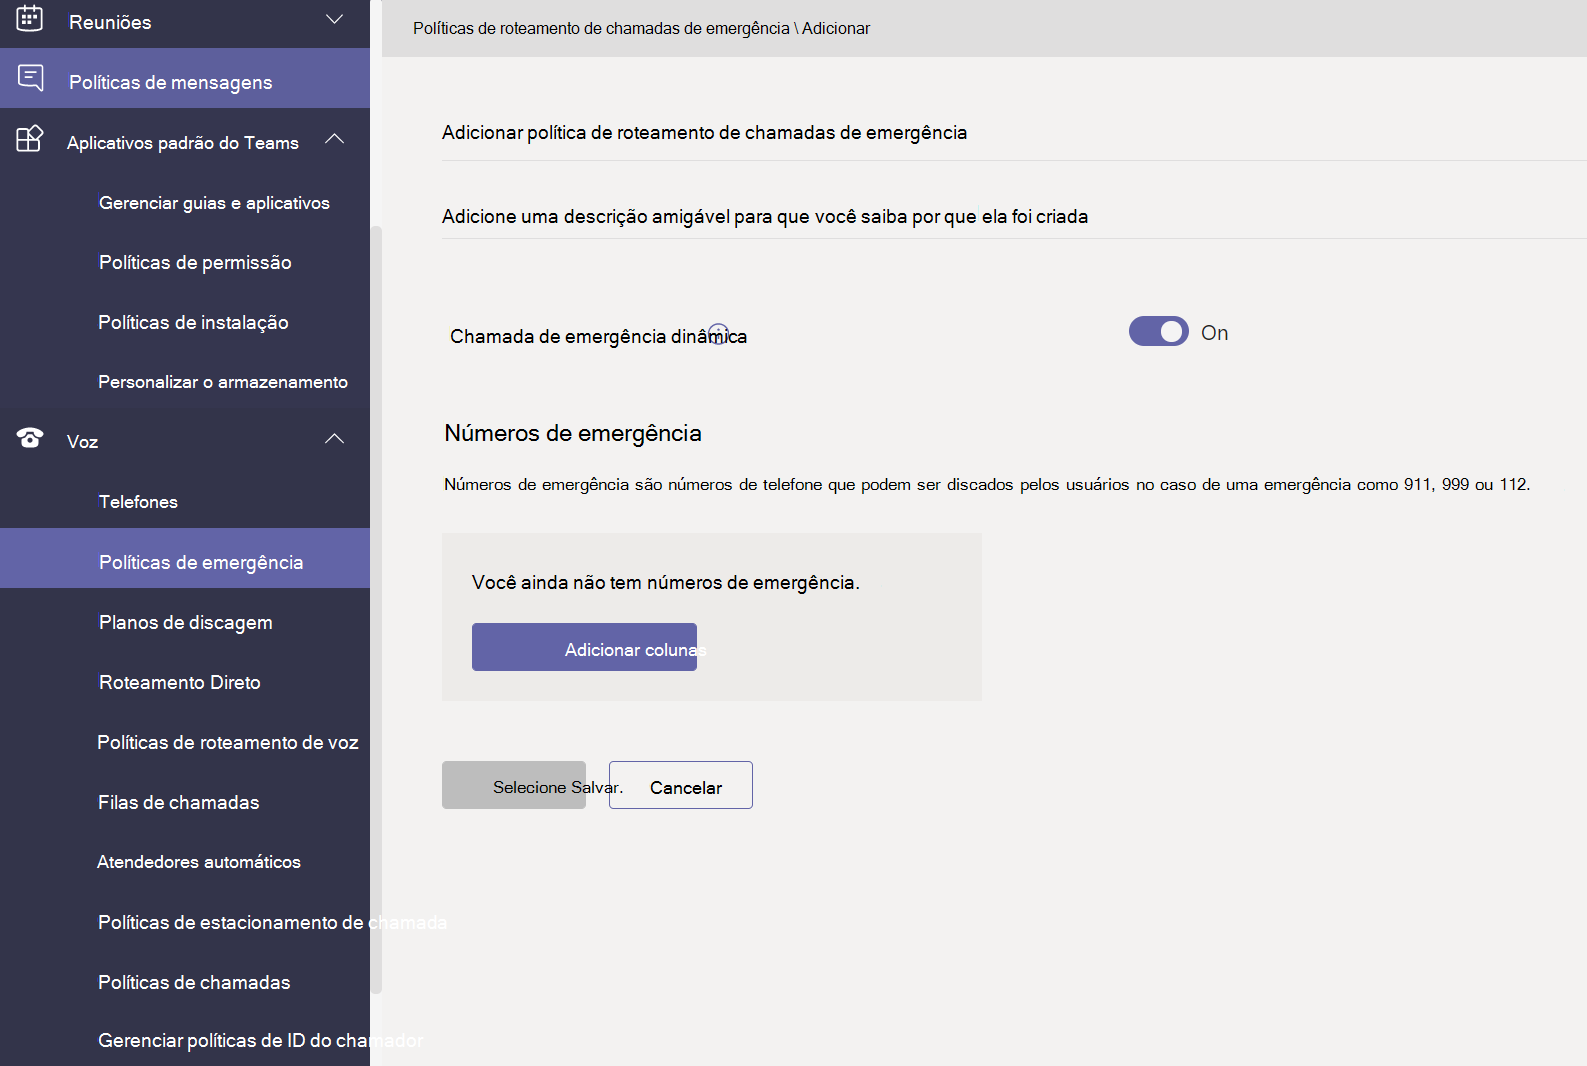 Reuniões
Políticas de mensagens
Aplicativos padrão do Teams
Gerenciar guias e aplicativos
Políticas de permissão
Políticas de instalação
Personalizar o armazenamento
Voz
Telefones
Políticas de emergência
Planos de discagem
Roteamento Direto
Políticas de roteamento de voz
Filas de chamadas
Atendedores automáticos
Políticas de estacionamento de chamada
Políticas de chamadas
Gerenciar políticas de ID do chamador
Políticas de roteamento de chamadas de emergência \ Adicionar
Adicionar política de roteamento de chamadas de emergência
Adicione uma descrição amigável para que você saiba por que ela foi criada
Chamada de emergência dinâmica
On
Números de emergência
Números de emergência são números de telefone que podem ser discados pelos usuários no caso de uma emergência como 911, 999 ou 112.
Você ainda não tem números de emergência.
Adicionar colunas
Selecione Salvar.
Cancelar